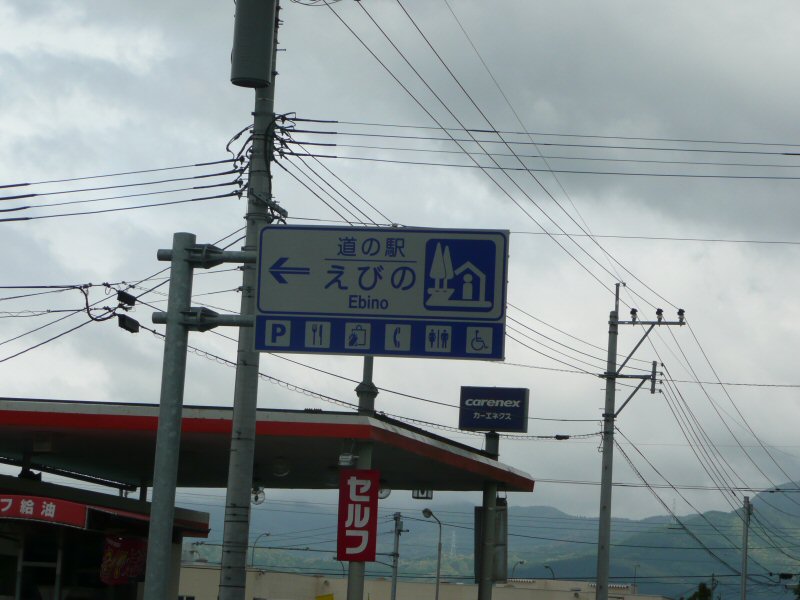 道の駅
えびの
Ebino
P
carenex
カーエネクス
セルフ
フ給油